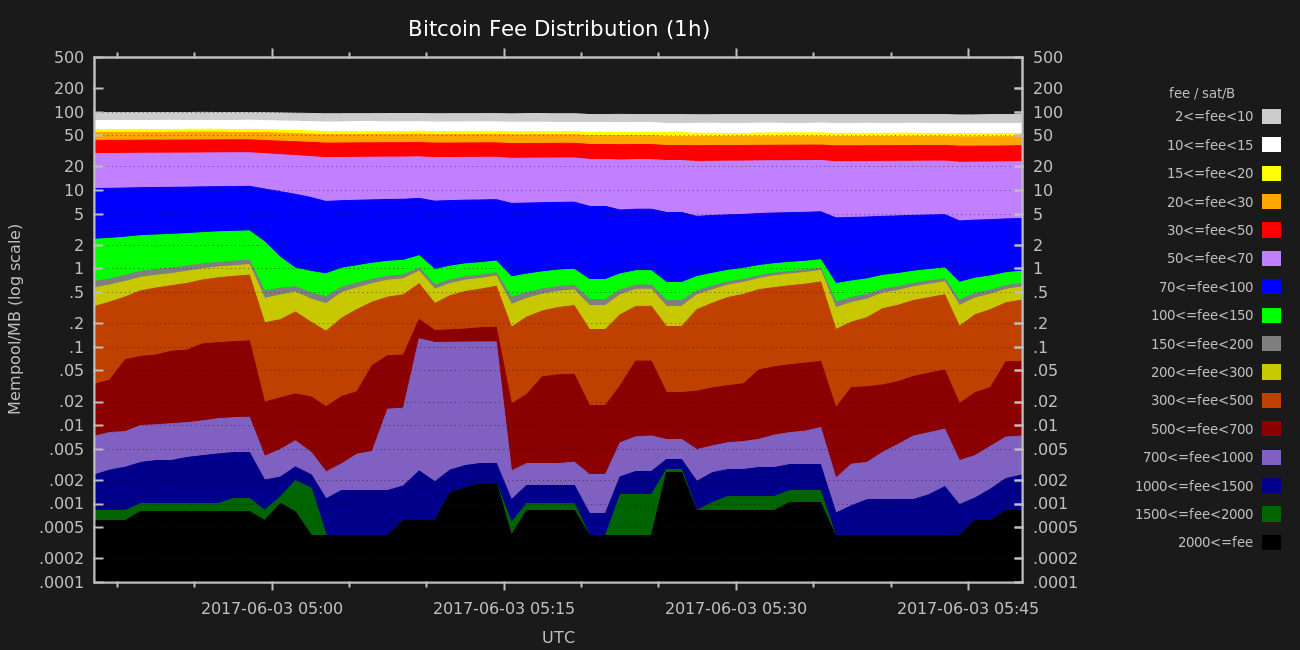 Bitcoin Fee Distribution (1h)
Mempool/MB (log scale)
500
200
100
50
20
10
5
2
1
.5
.2
.1
.05
.02
.01
.005
.002
.001
.0005
.0002
.0001
500
200
100
50
20
10
5
2
1
.5
.2
.1
.05
.02
.01
.005
.002
.001
.0005
.0002
.0001
fee / sat/B
2<=fee<10
10<=fee<15
15<=fee<20
20<=fee<30
30<=fee<50
50<=fee<70
70<=fee<100
100<=fee<150
150<=fee<200
200<=fee<300
300<=fee<500
500<=fee<700
700<=fee<1000
1000<=fee<1500
1500<=fee<2000
2000<=fee
2017-06-03 05:00 2017-06-03 05:15 2017-06-03 05:30 2017-06-03 05:45
UTC